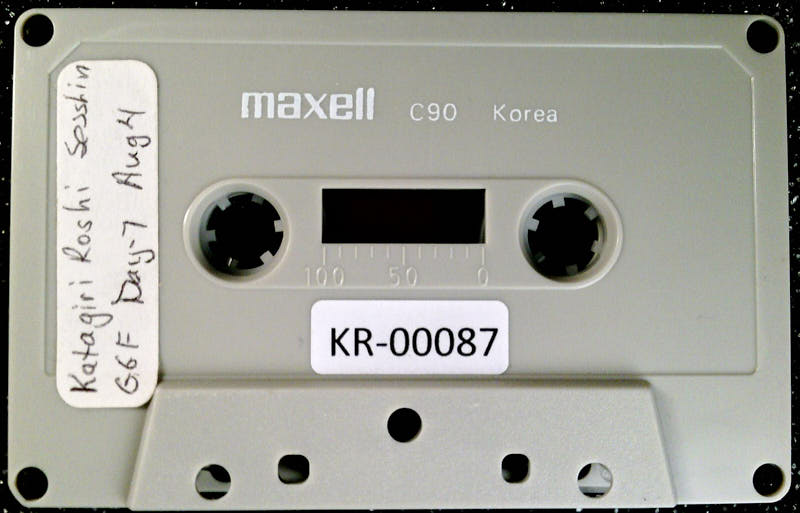 Katagiri Roshi Sesshin
GGF Day-7 Aug 4
maxell C90 Korea
100 50 0
KR-00087